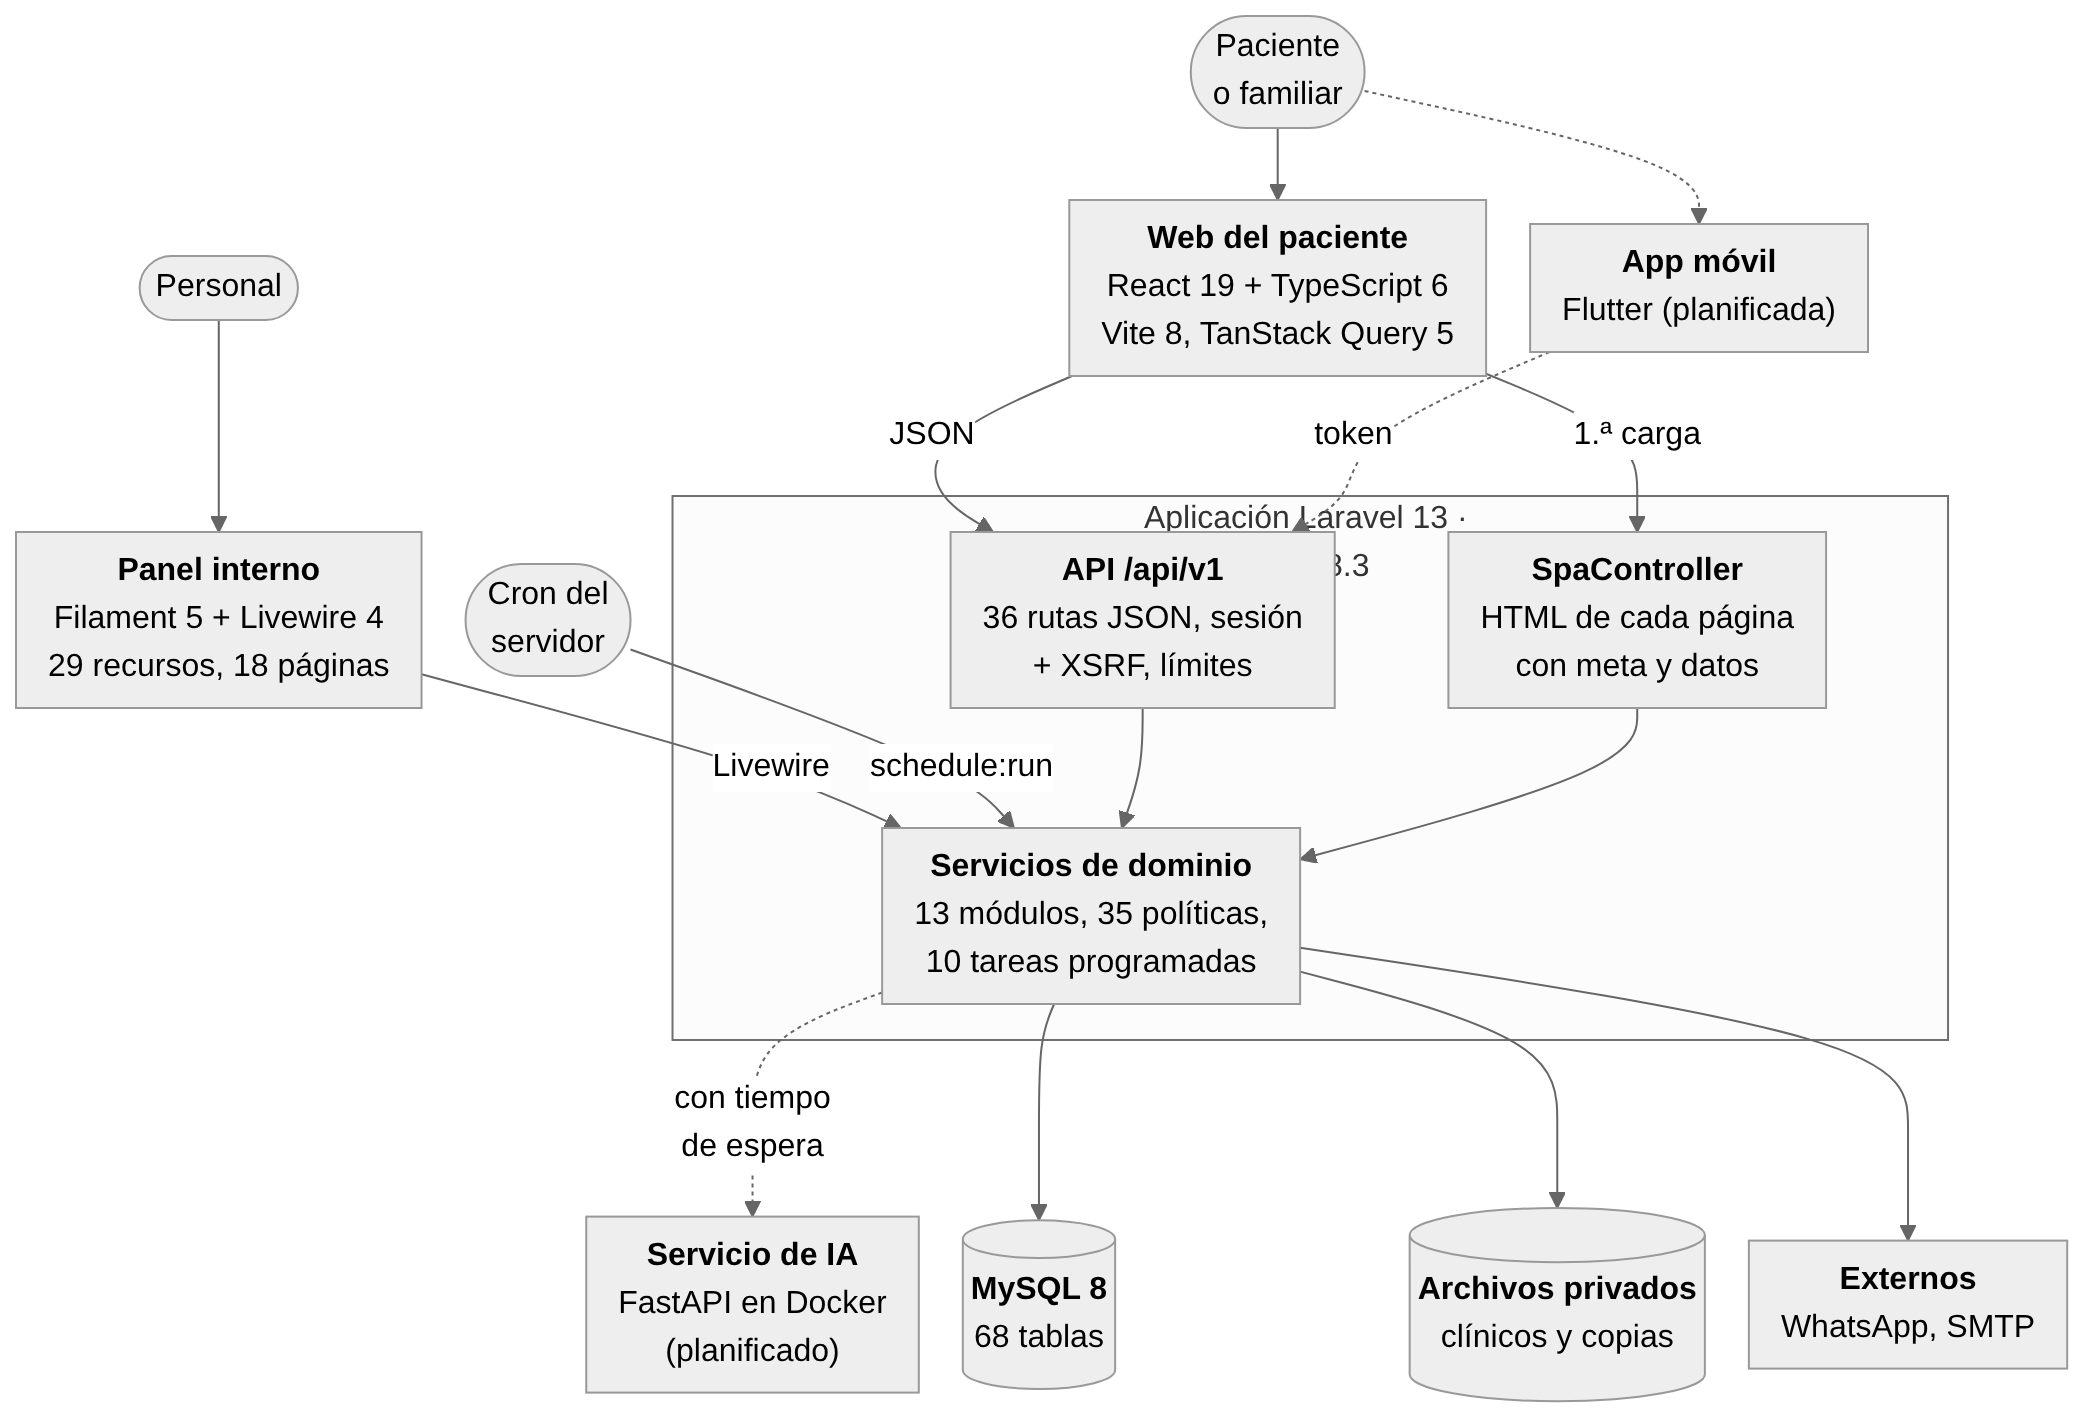 Paciente
o familiar
Web del paciente
React 19 + TypeScript 6
Vite 8, TanStack Query 5
App móvil
Flutter (planificada)
Personal
JSON
token
1.ª carga
Aplicación Laravel 13 ·
8.3
Panel interno
Filament 5 + Livewire 4
29 recursos, 18 páginas
Cron del
servidor
API /api/v1
36 rutas JSON, sesión
+ XSRF, límites
SpaController
HTML de cada página
con meta y datos
Livewire
schedule:run
Servicios de dominio
13 módulos, 35 políticas,
10 tareas programadas
con tiempo
de espera
Servicio de IA
FastAPI en Docker
(planificado)
MySQL 8
68 tablas
Archivos privados
clínicos y copias
Externos
WhatsApp, SMTP